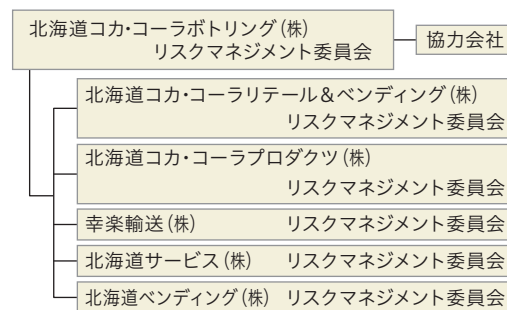 北海道コカ・コーラボトリング(株)
リスクマネジメント委員会
協力会社
北海道コカ・コーラリテール&ベンディング(株)
リスクマネジメント委員会
北海道コカ・コーラプロダクツ(株)
リスクマネジメント委員会
幸楽輸送(株) リスクマネジメント委員会
北海道サービス(株) リスクマネジメント委員会
北海道ベンディング(株) リスクマネジメント委員会